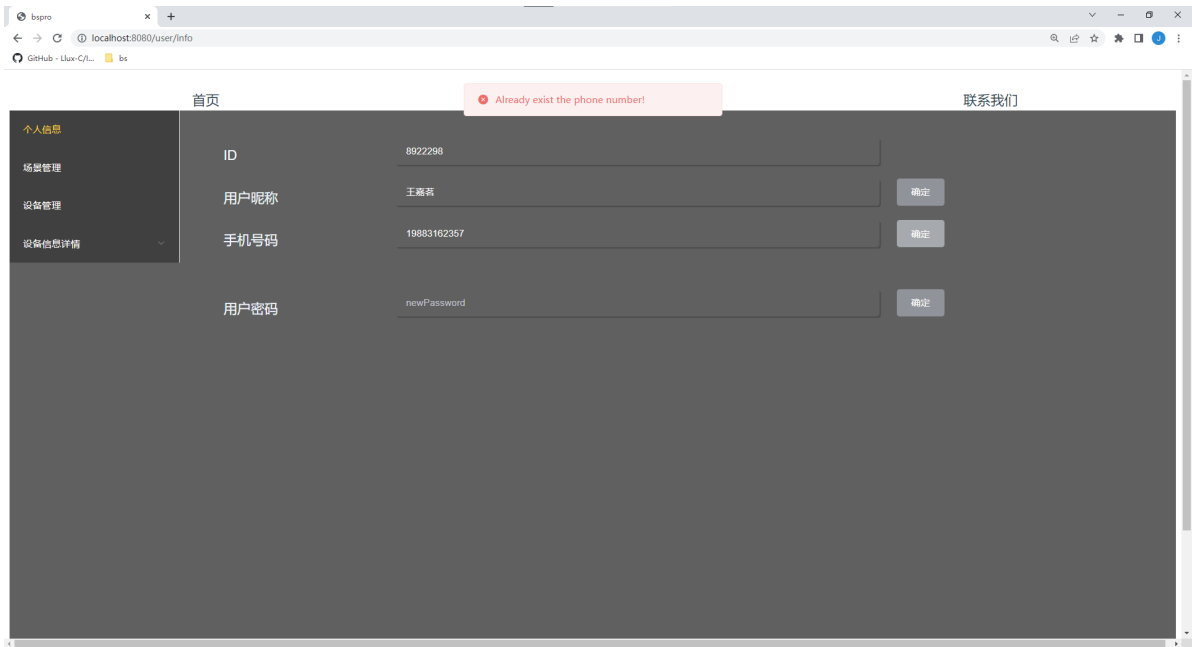 bspro
localhost:8080/user/info
GitHub - Llux-C/I... bs
首页 Already exist the phone number! 联系我们
个人信息
场景管理
设备管理
设备信息详情
ID 8922298
用户昵称 王嘉茗 确定
手机号码 19883162357 确定
用户密码 newPassword 确定